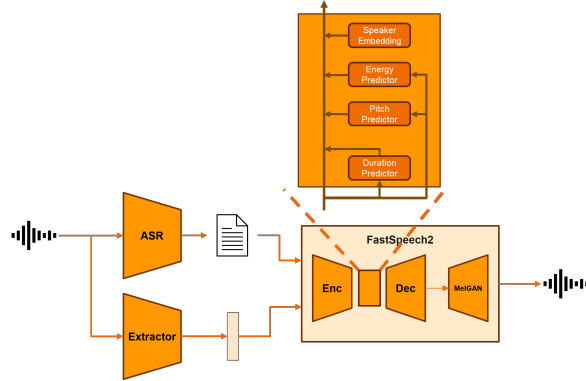 Speaker
Embedding
Energy
Predictor
Pitch
Predictor
Duration
Predictor
ASR
FastSpeech2
Enc
Dec
MelGAN
Extractor